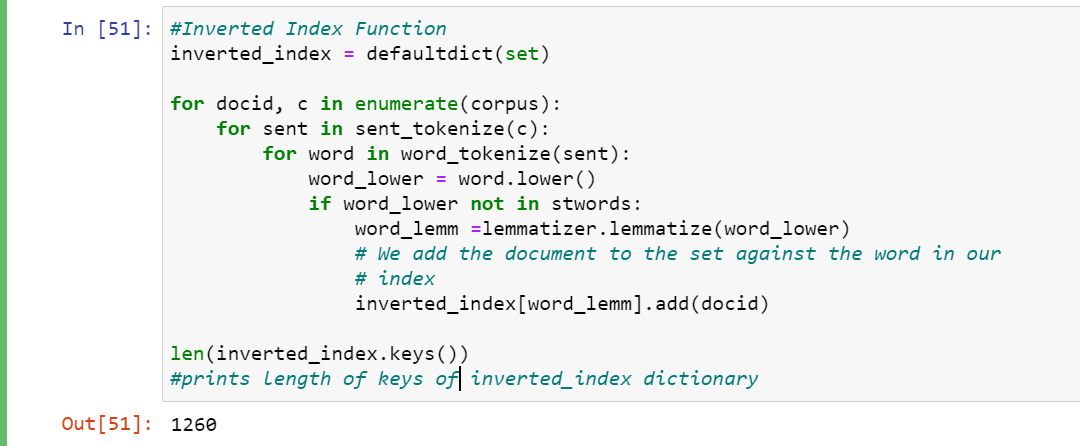 In [51]: #Inverted Index Function
inverted_index = defaultdict(set)
for docid, c in enumerate(corpus):
    for sent in sent_tokenize(c):
        for word in word_tokenize(sent):
            word_lower = word.lower()
            if word_lower not in stwords:
                word_lemm =lemmatizer.lemmatize(word_lower)
                # We add the document to the set against the word in our
                # index
                inverted_index[word_lemm].add(docid)
len(inverted_index.keys())
#prints length of keys of inverted_index dictionary
Out[51]: 1260